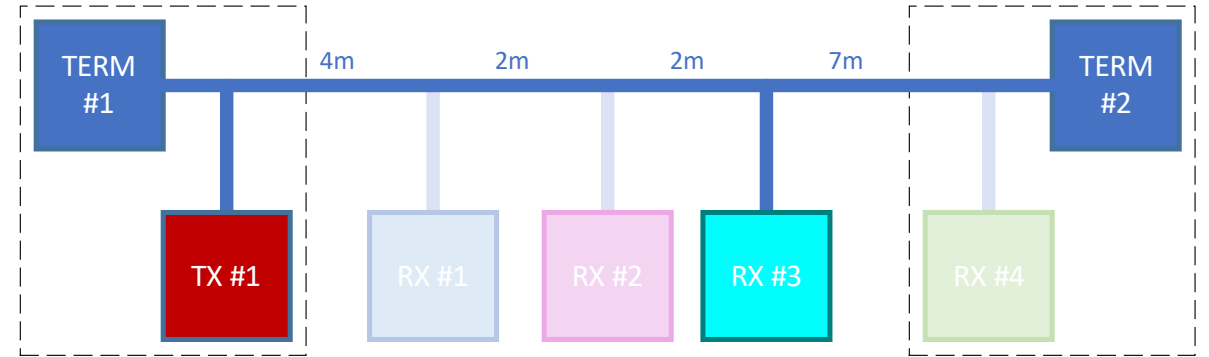 TERM
#1
4m
2m
2m
7m
TERM
#2
TX #1
RX #1
RX #2
RX #3
RX #4